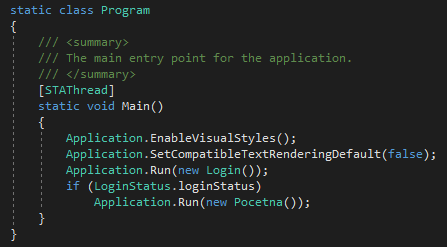 static class Program
{
/// <summary>
/// The main entry point for the application.
/// </summary>
[STAThread]
static void Main()
{
Application.EnableVisualStyles();
Application.SetCompatibleTextRenderingDefault(false);
Application.Run(new Login());
if (LoginStatus.loginStatus)
Application.Run(new Pocetna());
}
}